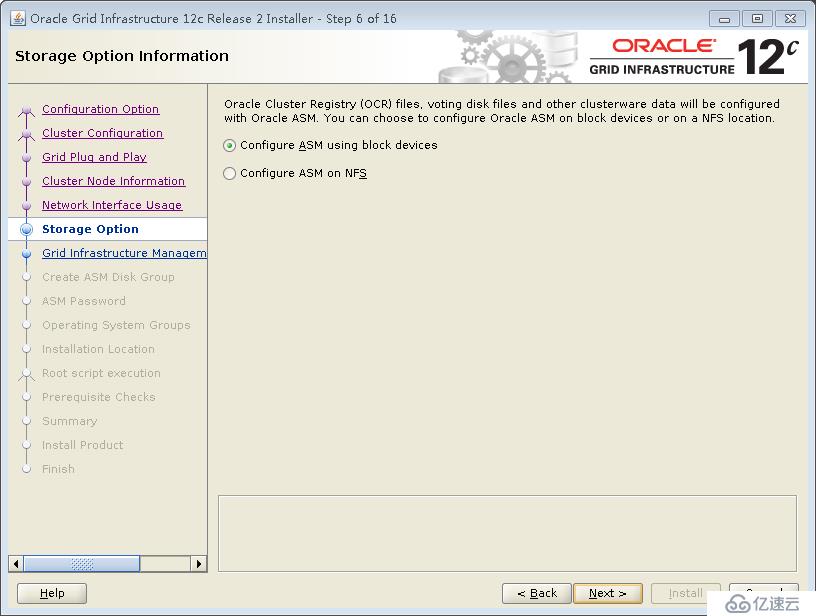 Oracle Grid Infrastructure 12c Release 2 Installer - Step 6 of 16
Storage Option Information
ORACLE
GRID INFRASTRUCTURE
12c
Configuration Option
Cluster Configuration
Grid Plug and Play
Cluster Node Information
Network Interface Usage
Storage Option
Grid Infrastructure Managem
Create ASM Disk Group
ASM Password
Operating System Groups
Installation Location
Root script execution
Prerequisite Checks
Summary
Install Product
Finish
Oracle Cluster Registry (OCR) files, voting disk files and other clusterware data will be configured
with Oracle ASM. You can choose to configure Oracle ASM on block devices or on a NFS location.
Configure ASM using block devices
Configure ASM on NFS
Help
< Back
Next >
Install
亿速云